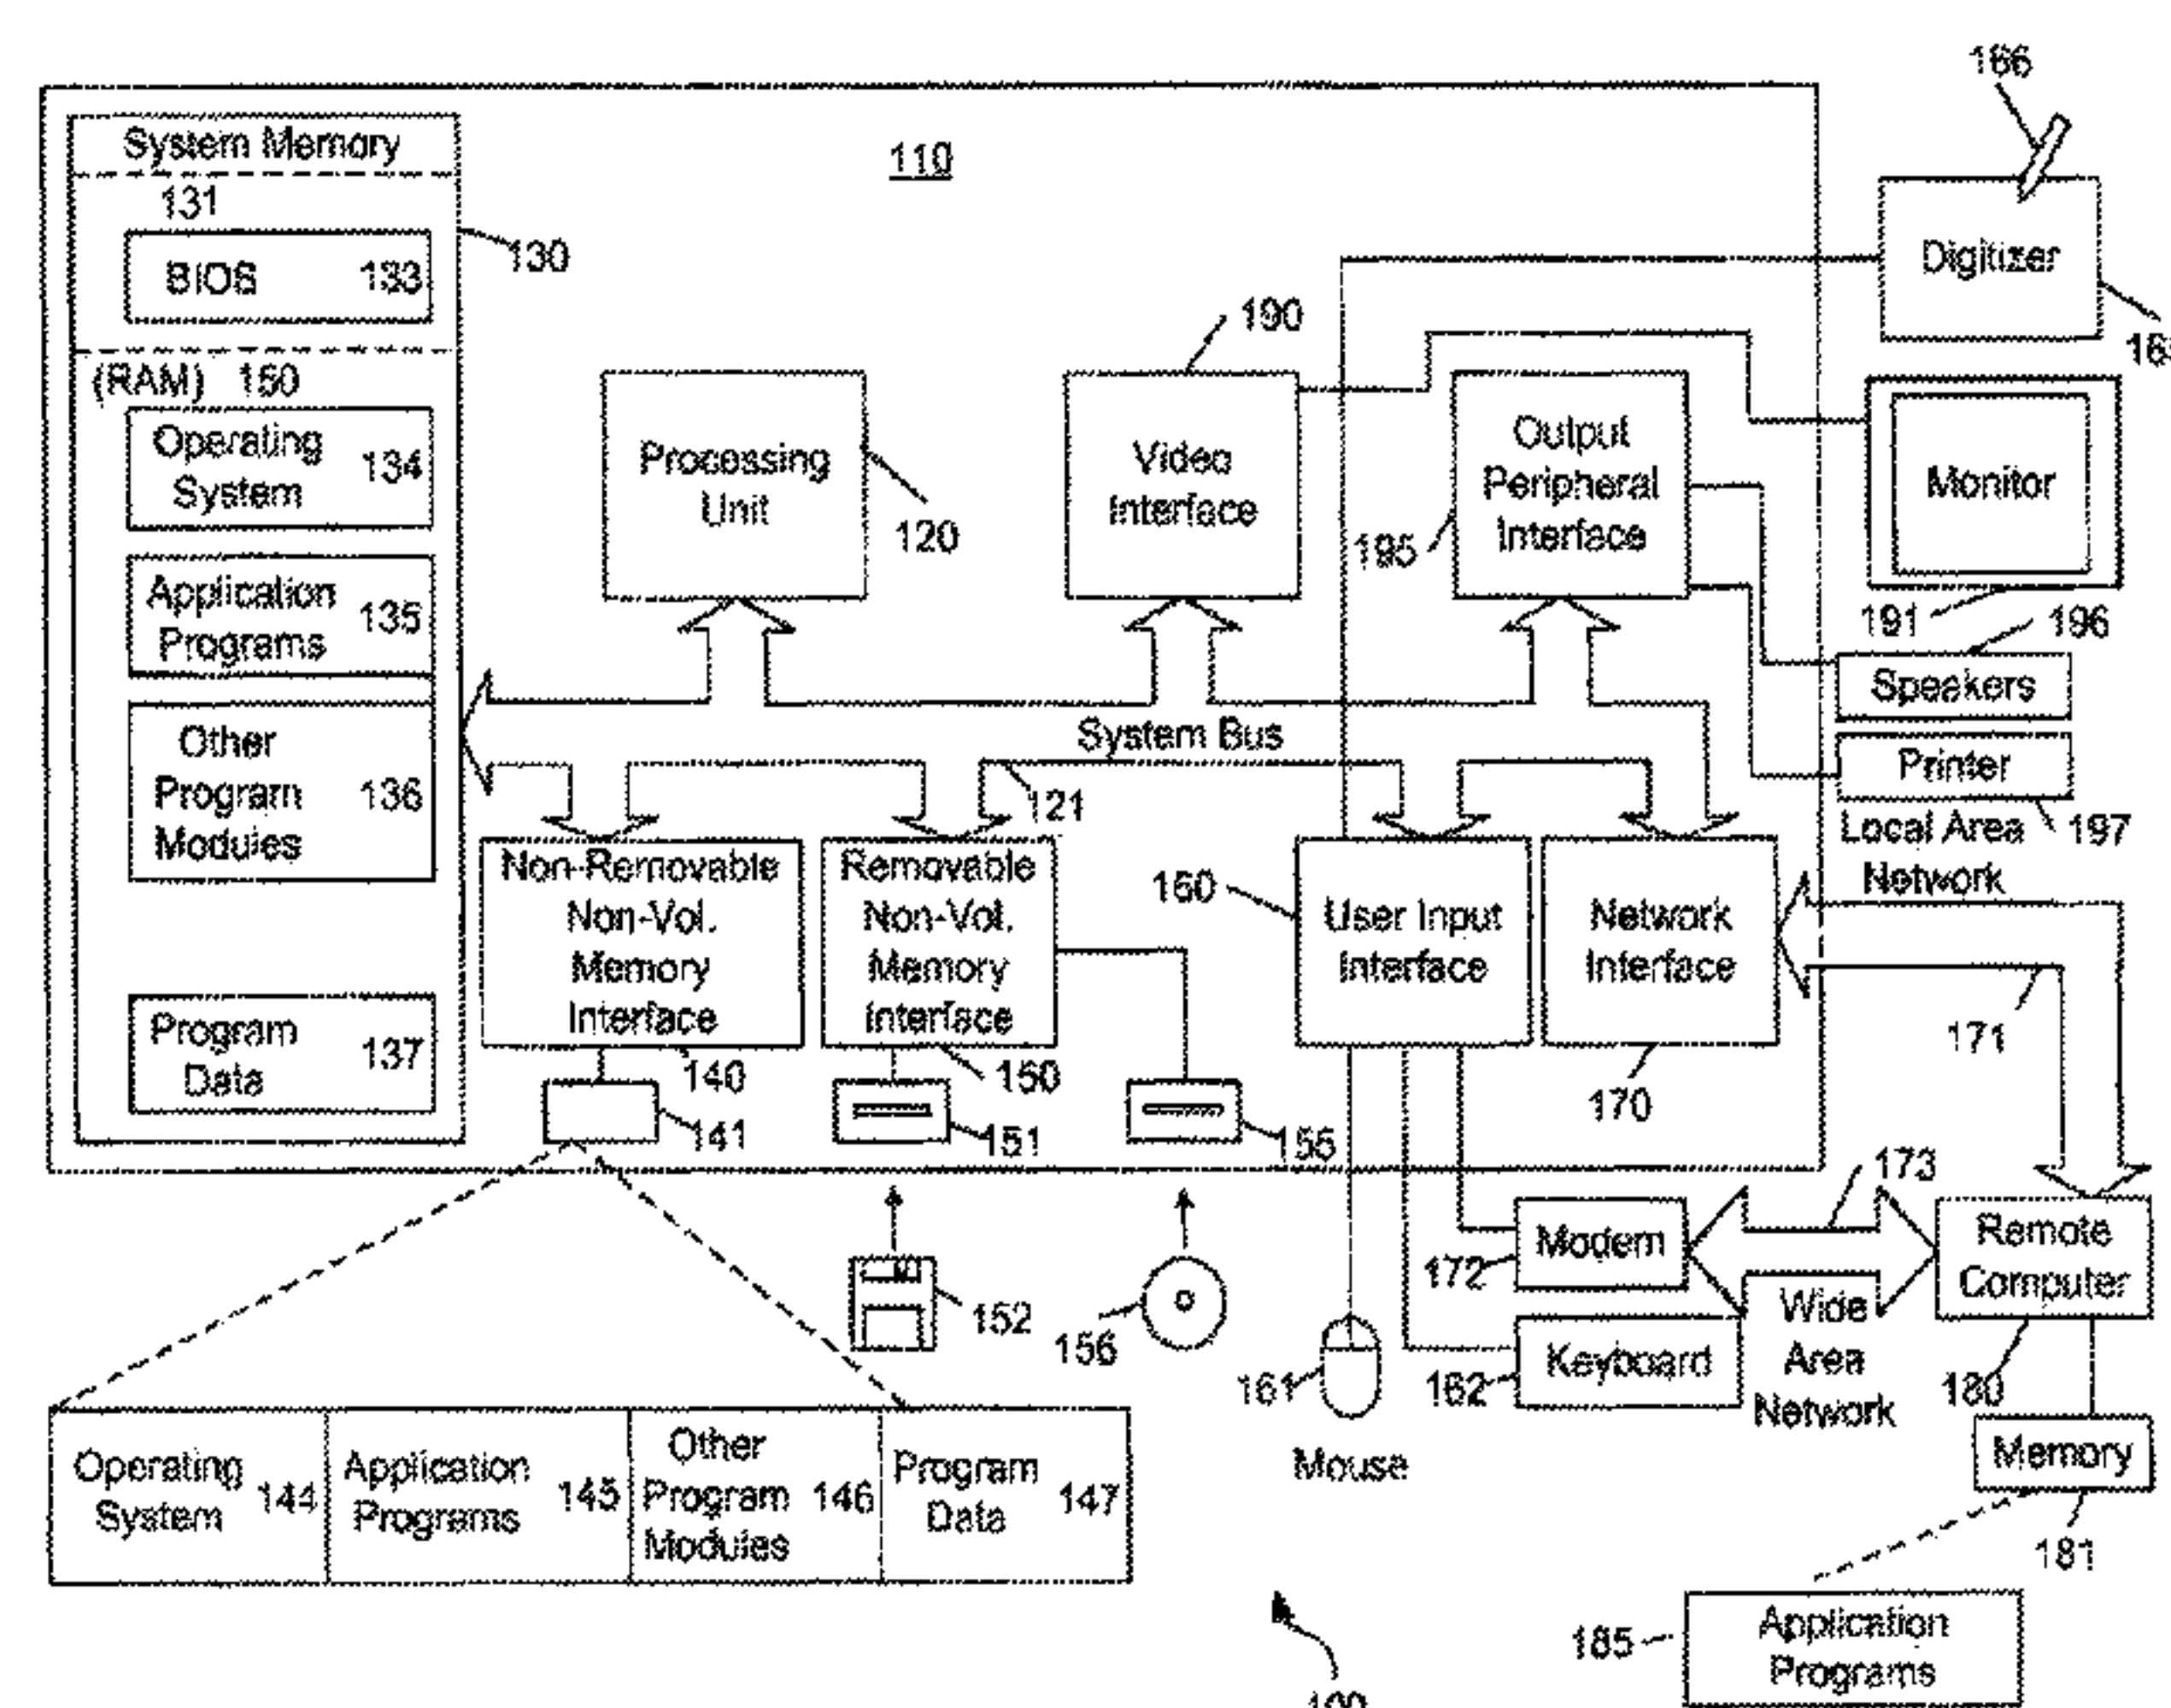 166
System Memory
110
131
BIOS 133
130
Digitizer
190
(RAM) 150
Operating
System
134
Processing
Unit
120
Video
Interface
Output
Peripheral
Interface
195
Monitor
191
196
Application
Programs
135
Speakers
System Bus
121
Printer
197
Other
Program
Modules
136
Local Area
Network
Non-Removable
Non-Vol.
Memory
Interface
Removable
Non-Vol.
Memory
Interface
160
User Input
Interface
Network
Interface
171
Program
Data
137
140
150
170
141
151
155
173
Modem
172
Remote
Computer
152
156
161
Keyboard
162
Wide
Area
Network
180
Mouse
Memory
181
Operating
System
144
Application
Programs
145
Other
Program
Modules
146
Program
Data
147
185
Application
Programs